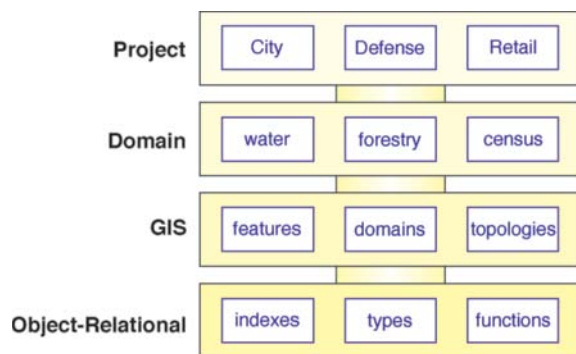 Project City Defense Retail
Domain water forestry census
GIS features domains topologies
Object-Relational indexes types functions